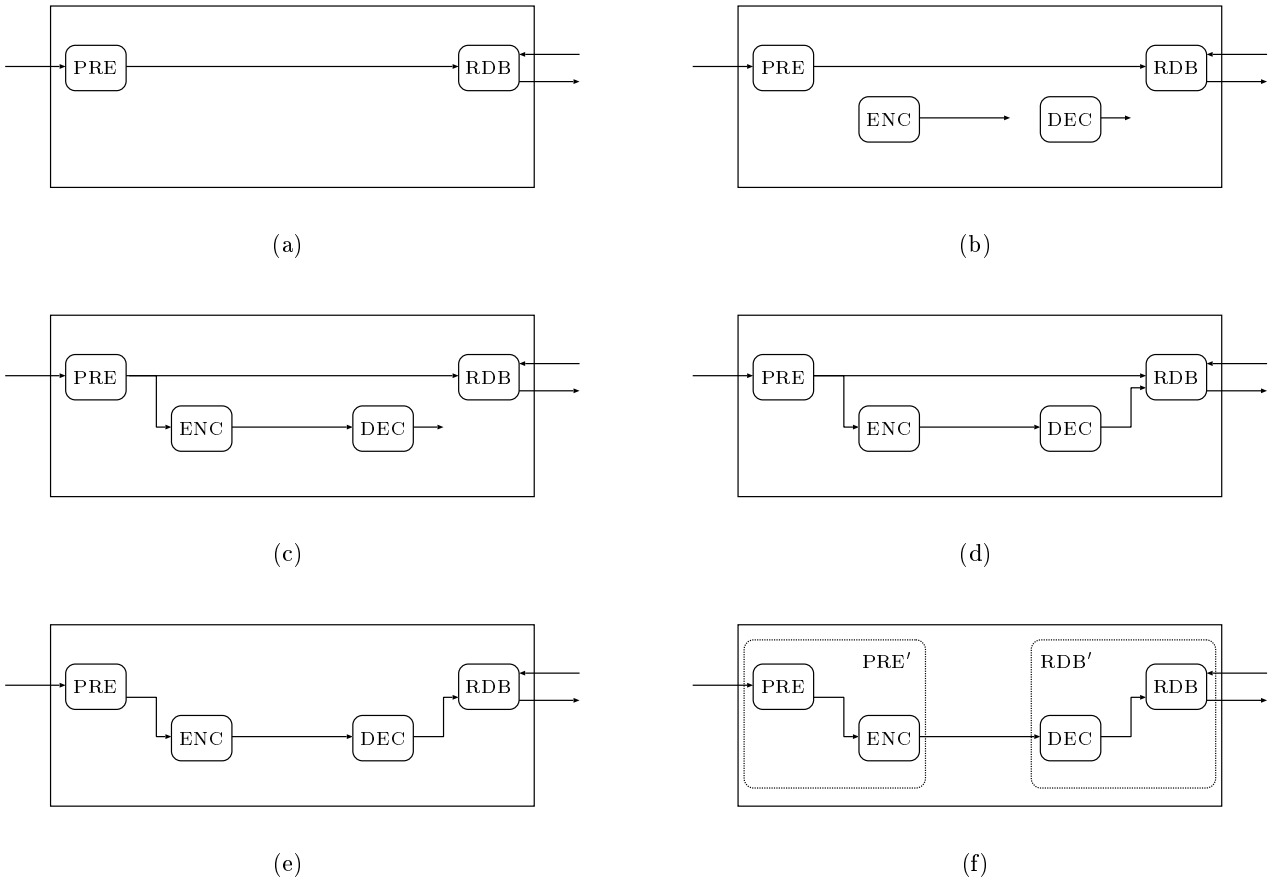 PRE RDB PRE RDB
ENC DEC
(a) (b)
PRE RDB PRE RDB
ENC DEC ENC DEC
(c) (d)
PRE′ RDB′
PRE RDB PRE RDB
ENC DEC ENC DEC
(e) (f)